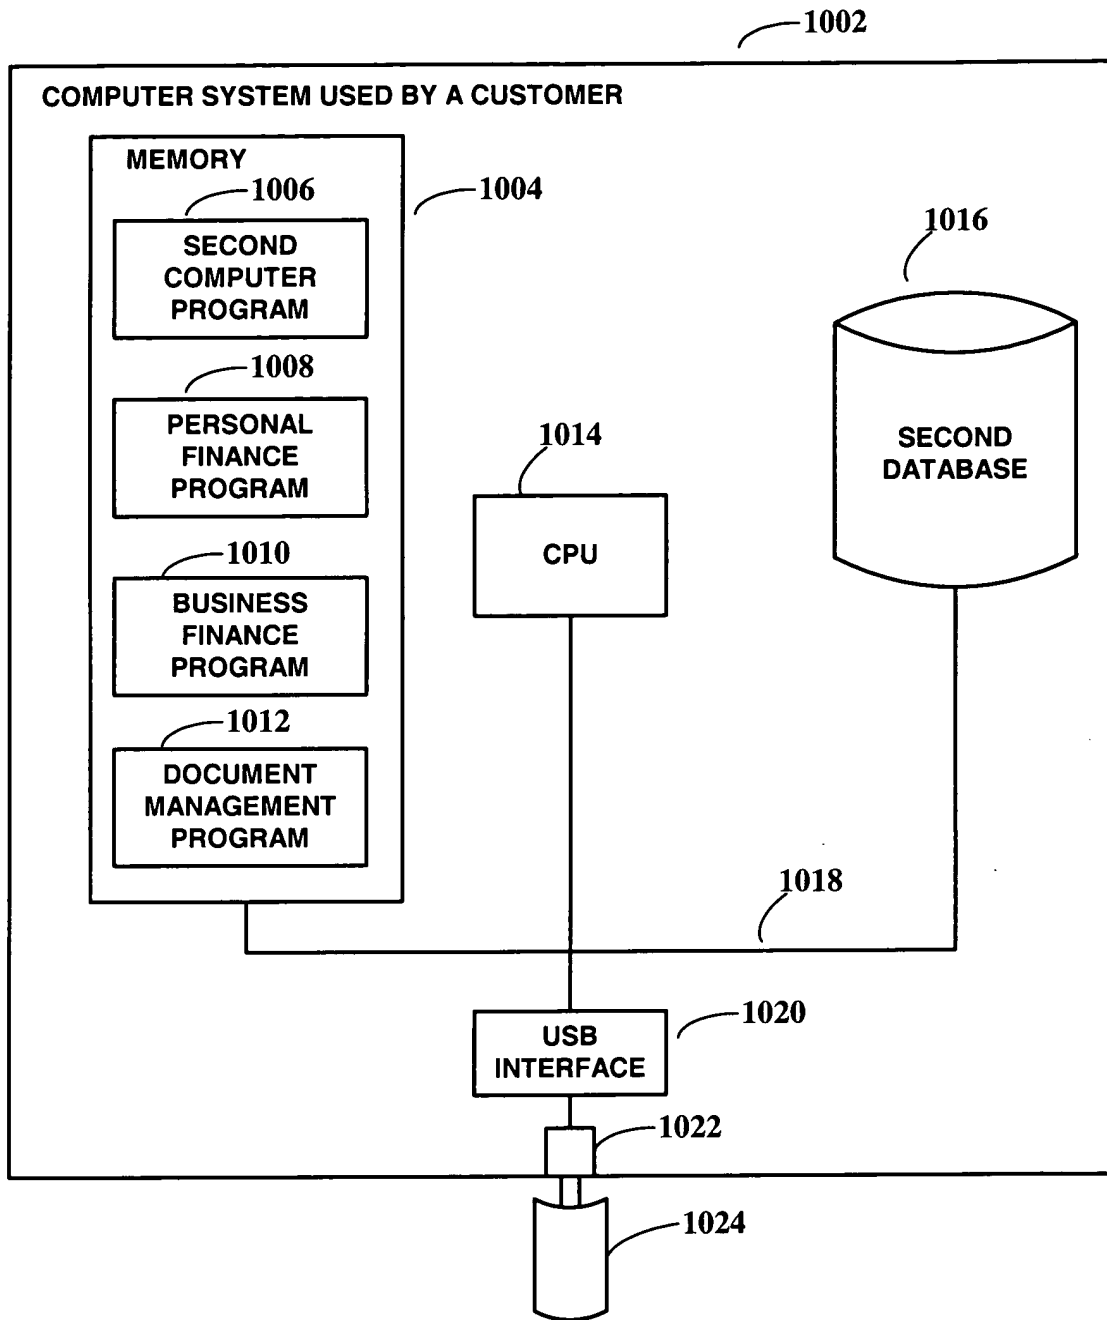 1002
COMPUTER SYSTEM USED BY A CUSTOMER
MEMORY
1004
1006
SECOND
COMPUTER
PROGRAM
1008
PERSONAL
FINANCE
PROGRAM
1010
BUSINESS
FINANCE
PROGRAM
1012
DOCUMENT
MANAGEMENT
PROGRAM
1014
CPU
1016
SECOND
DATABASE
1018
1020
USB
INTERFACE
1022
1024